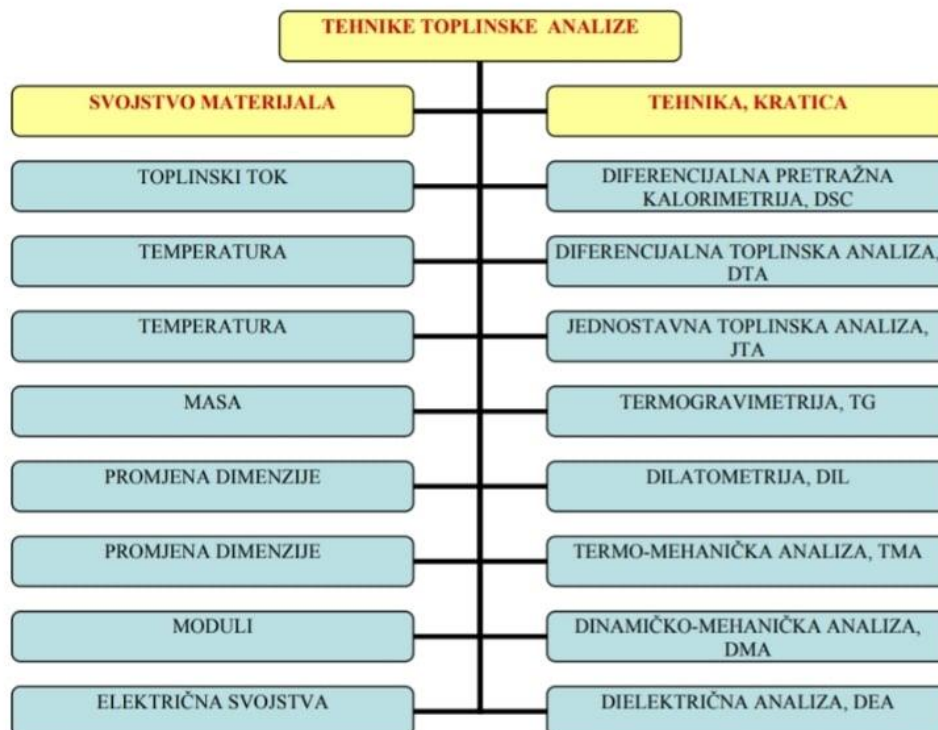 TEHNIKE TOPLINSKE ANALIZE
SVOJSTVO MATERIJALA
TEHNIKA, KRATICA
TOPLINSKI TOK
DIFERENCIJALNA PRETRAŽNA
KALORIMETRIJA, DSC
TEMPERATURA
DIFERENCIJALNA TOPLINSKA ANALIZA,
DTA
TEMPERATURA
JEDNOSTAVNA TOPLINSKA ANALIZA,
JTA
MASA
TERMOGRAVIMETRIJA, TG
PROMJENA DIMENZIJE
DILATOMETRIJA, DIL
PROMJENA DIMENZIJE
TERMO-MEHANIČKA ANALIZA, TMA
MODULI
DINAMIČKO-MEHANIČKA ANALIZA,
DMA
ELEKTRIČNA SVOJSTVA
DIELEKTRIČNA ANALIZA, DEA